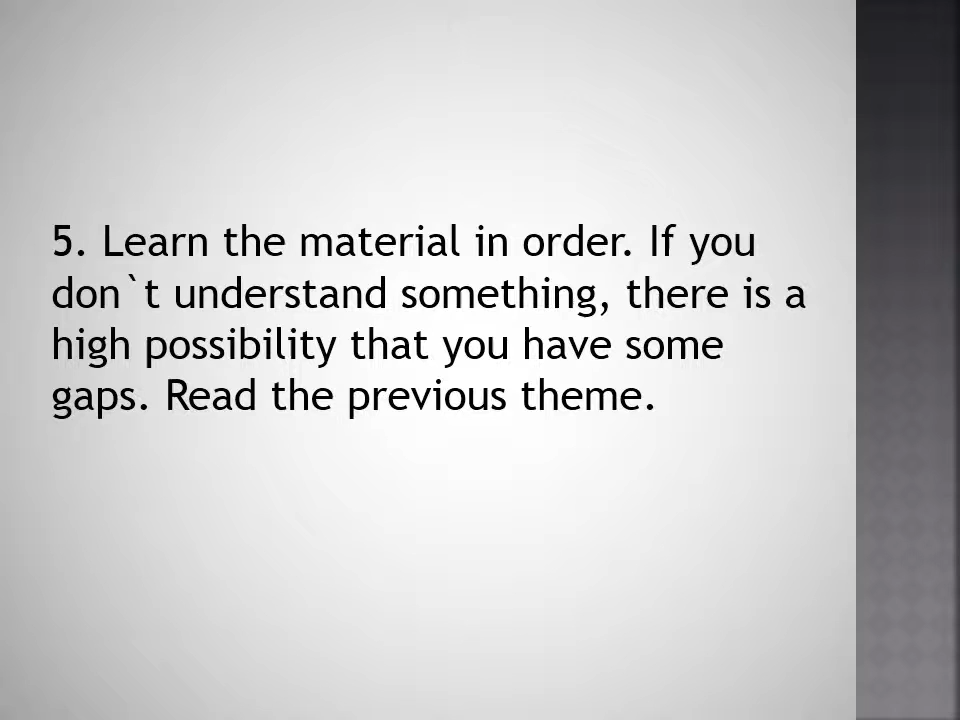 5. Learn the material in order. If you
don`t understand something, there is a
high possibility that you have some
gaps. Read the previous theme.